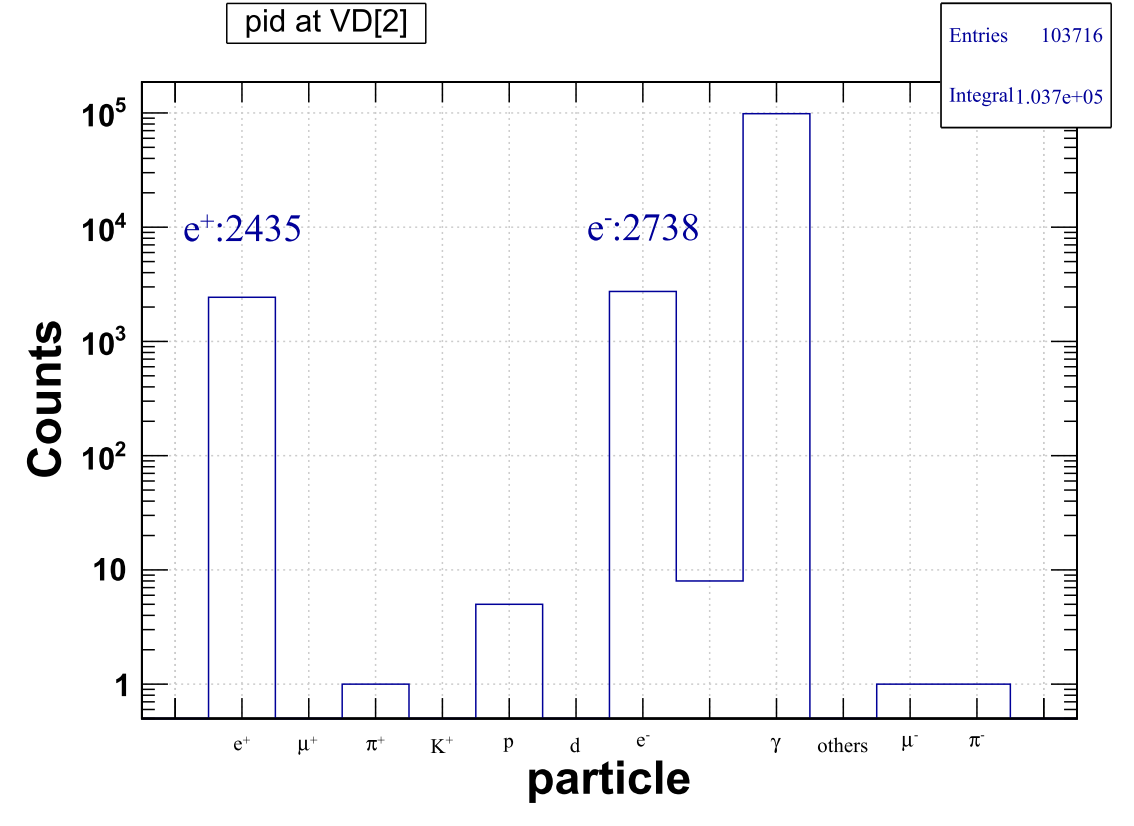 pid at VD[2]
Entries 103716
Integral 1.037e+05
10⁵
10⁴
10³
10²
10
1
e⁺:2435
e⁻:2738
Counts
e⁺ μ⁺ π⁺ K⁺ p d e⁻ γ others μ⁻ π⁻
particle